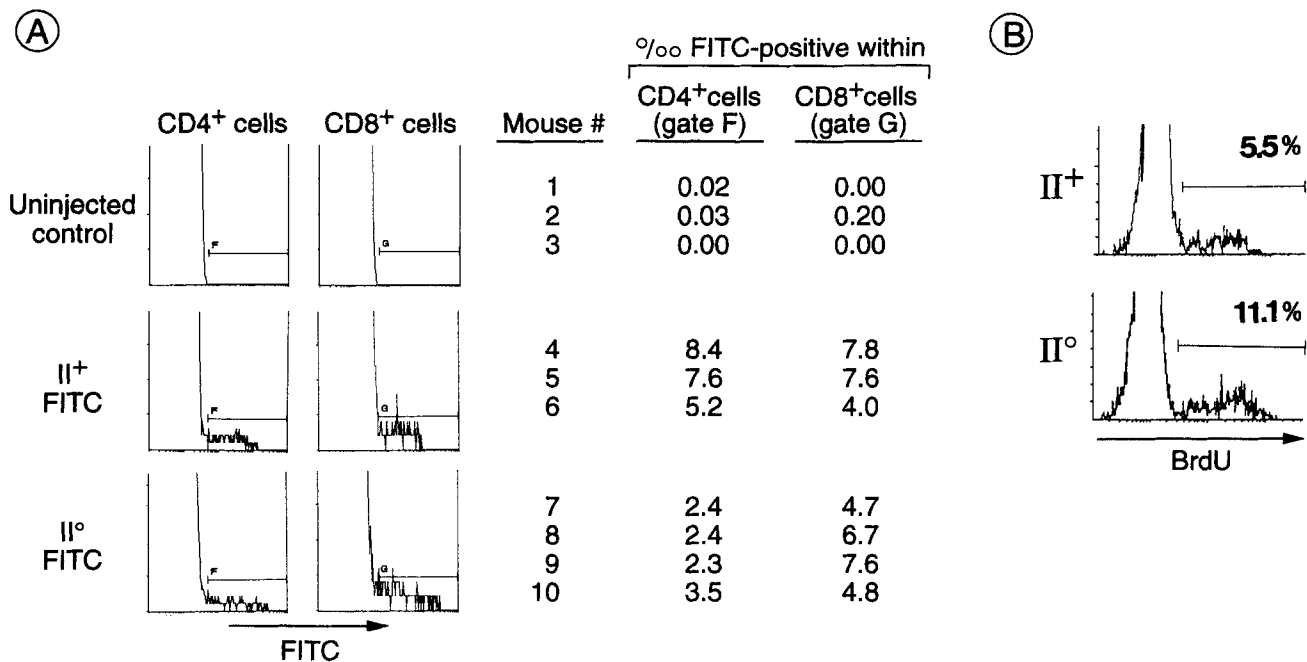 A
B
°/oo FITC-positive within
CD4+ cells CD8+ cells Mouse # CD4+cells (gate F) CD8+cells (gate G)
Uninjected control
F
G
1 0.02 0.00
2 0.03 0.20
3 0.00 0.00
II+ FITC
F
G
4 8.4 7.8
5 7.6 7.6
6 5.2 4.0
II° FITC
F
G
7 2.4 4.7
8 2.4 6.7
9 2.3 7.6
10 3.5 4.8
FITC
II+
5.5%
II°
11.1%
BrdU